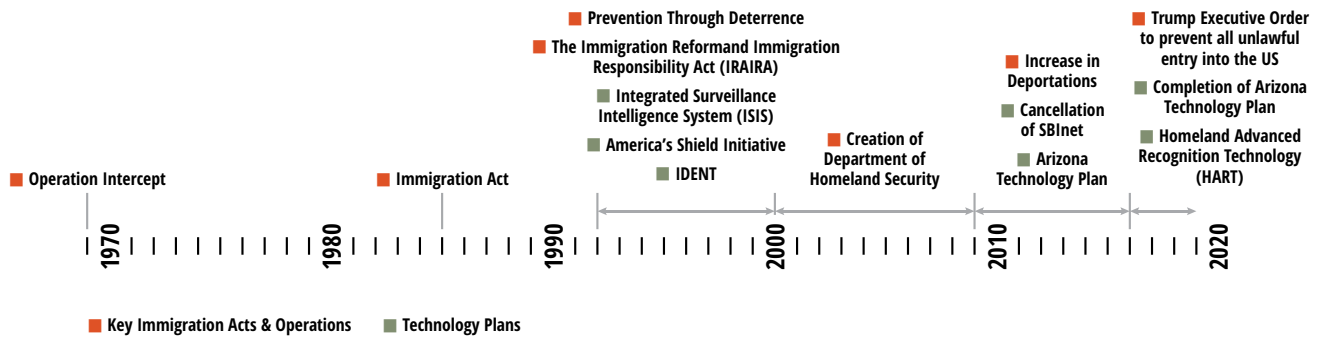 Operation Intercept
Immigration Act
Prevention Through Deterrence
The Immigration Reformand Immigration
Responsibility Act (IRAIRA)
Integrated Surveillance
Intelligence System (ISIS)
America's Shield Initiative
IDENT
Creation of
Department of
Homeland Security
Increase in
Deportations
Cancellation
of SBInet
Arizona
Technology Plan
Trump Executive Order
to prevent all unlawful
entry into the US
Completion of Arizona
Technology Plan
Homeland Advanced
Recognition Technology
(HART)
1970
1980
1990
2000
2010
2020
Key Immigration Acts & Operations
Technology Plans